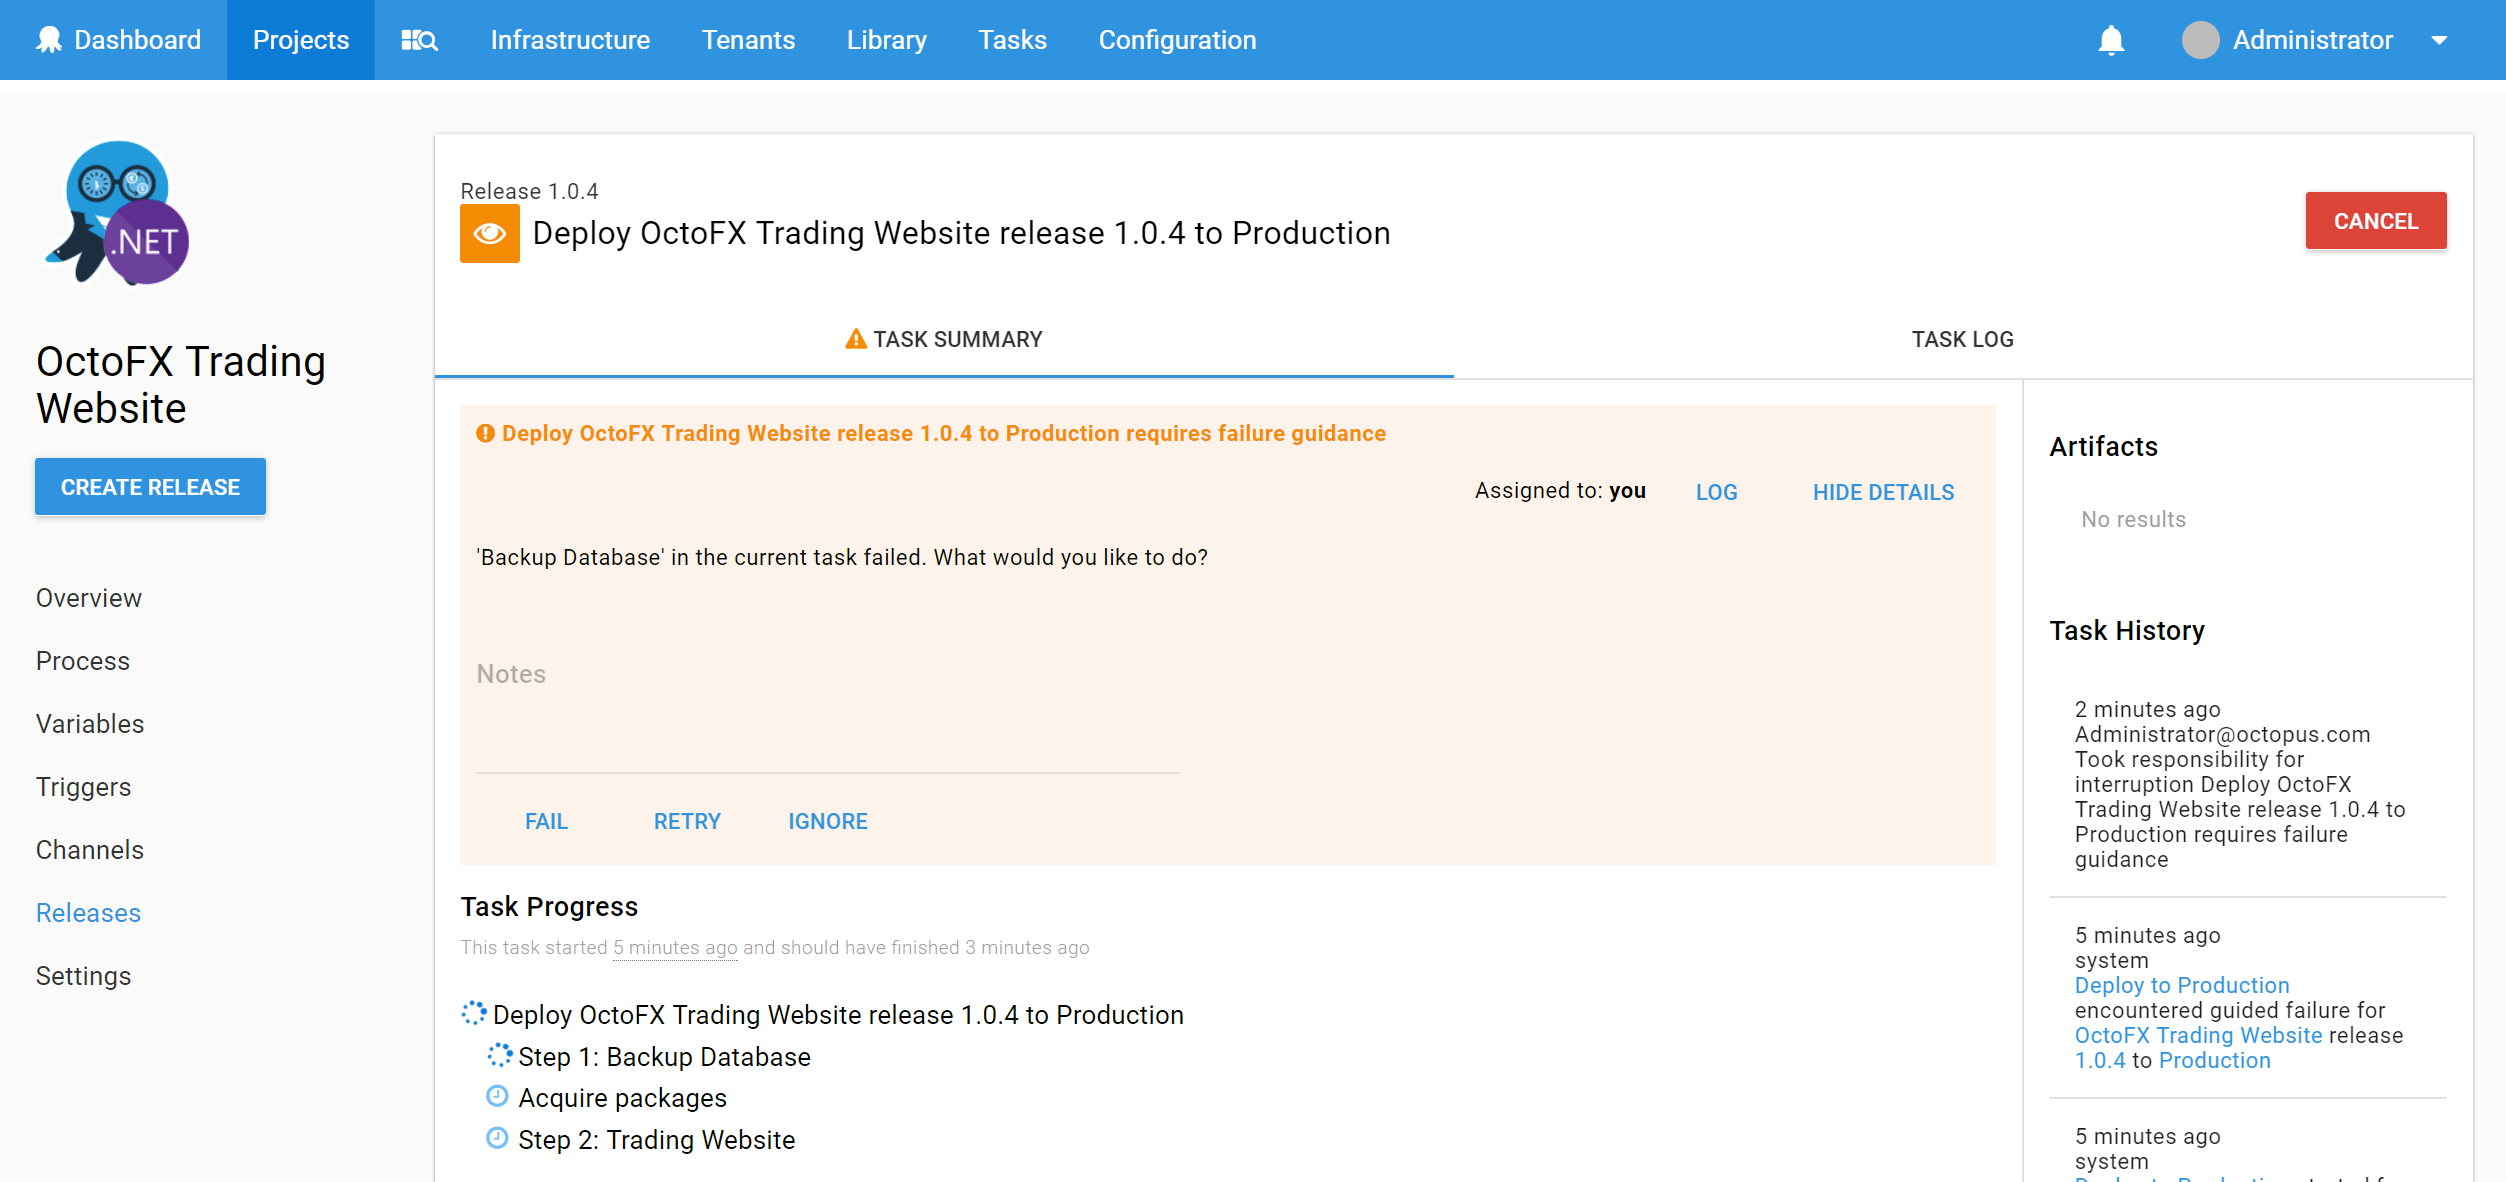 Dashboard
Projects
Infrastructure
Tenants
Library
Tasks
Configuration
Administrator
.NET
OctoFX Trading
Website
CREATE RELEASE
Overview
Process
Variables
Triggers
Channels
Releases
Settings
Release 1.0.4
Deploy OctoFX Trading Website release 1.0.4 to Production
CANCEL
TASK SUMMARY
TASK LOG
Deploy OctoFX Trading Website release 1.0.4 to Production requires failure guidance
Assigned to: you
LOG
HIDE DETAILS
'Backup Database' in the current task failed. What would you like to do?
Notes
FAIL
RETRY
IGNORE
Task Progress
This task started 5 minutes ago and should have finished 3 minutes ago
Deploy OctoFX Trading Website release 1.0.4 to Production
Step 1: Backup Database
Acquire packages
Step 2: Trading Website
Artifacts
No results
Task History
2 minutes ago
Administrator@octopus.com
Took responsibility for
interruption Deploy OctoFX
Trading Website release 1.0.4 to
Production requires failure
guidance
5 minutes ago
system
Deploy to Production
encountered guided failure for
OctoFX Trading Website release
1.0.4 to Production
5 minutes ago
system